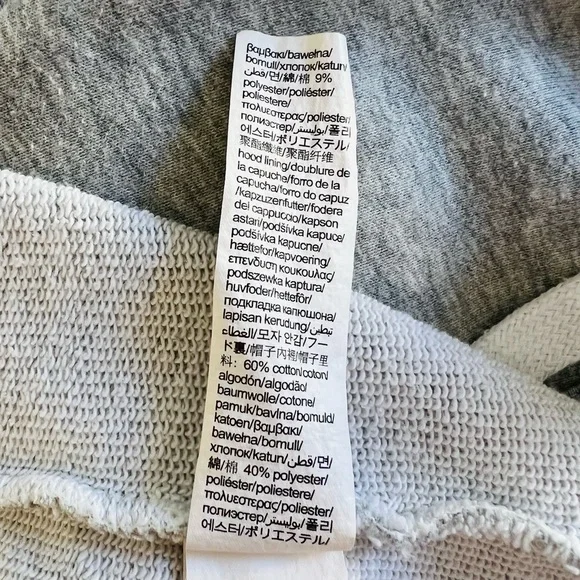 βαμβακι/bawełna/
bomull/хлопок/katun/
قطن/면/綿/棉 9%
polyester/poliéster/
poliestere/
πολυεστερας/poliester/
полиэстер/بوليستر/폴리
에스터/ポリエステル/
聚酯纖維/聚酯纤维
hood lining/doublure de
la capuche/forro de la
capucha/forro do capuz
/kapuzenfutter/fodera
del cappuccio/kapson
astarı/podšívka kapuce/
podšívka kapucne/
hættefor/kapvoering/
επενδυση κουκουλας/
podszewka kaptura/
huvfoder/hettefôr/
подкладка капюшона/
lapisan kerudung/تبطين
الغطاء/모자 안감/フー
ド裏/帽子內裡/帽子里
料: 60% cotton/coton/
algodón/algodão/
baumwolle/cotone/
pamuk/bavlna/bomuld/
katoen/βαμβακι/
bawełna/bomull/
хлопок/katun/قطن/면/
綿/棉 40% polyester/
poliéster/poliestere/
πολυεστερας/poliester/
полиэстер/بوليستر/폴리
에스터/ポリエステル/